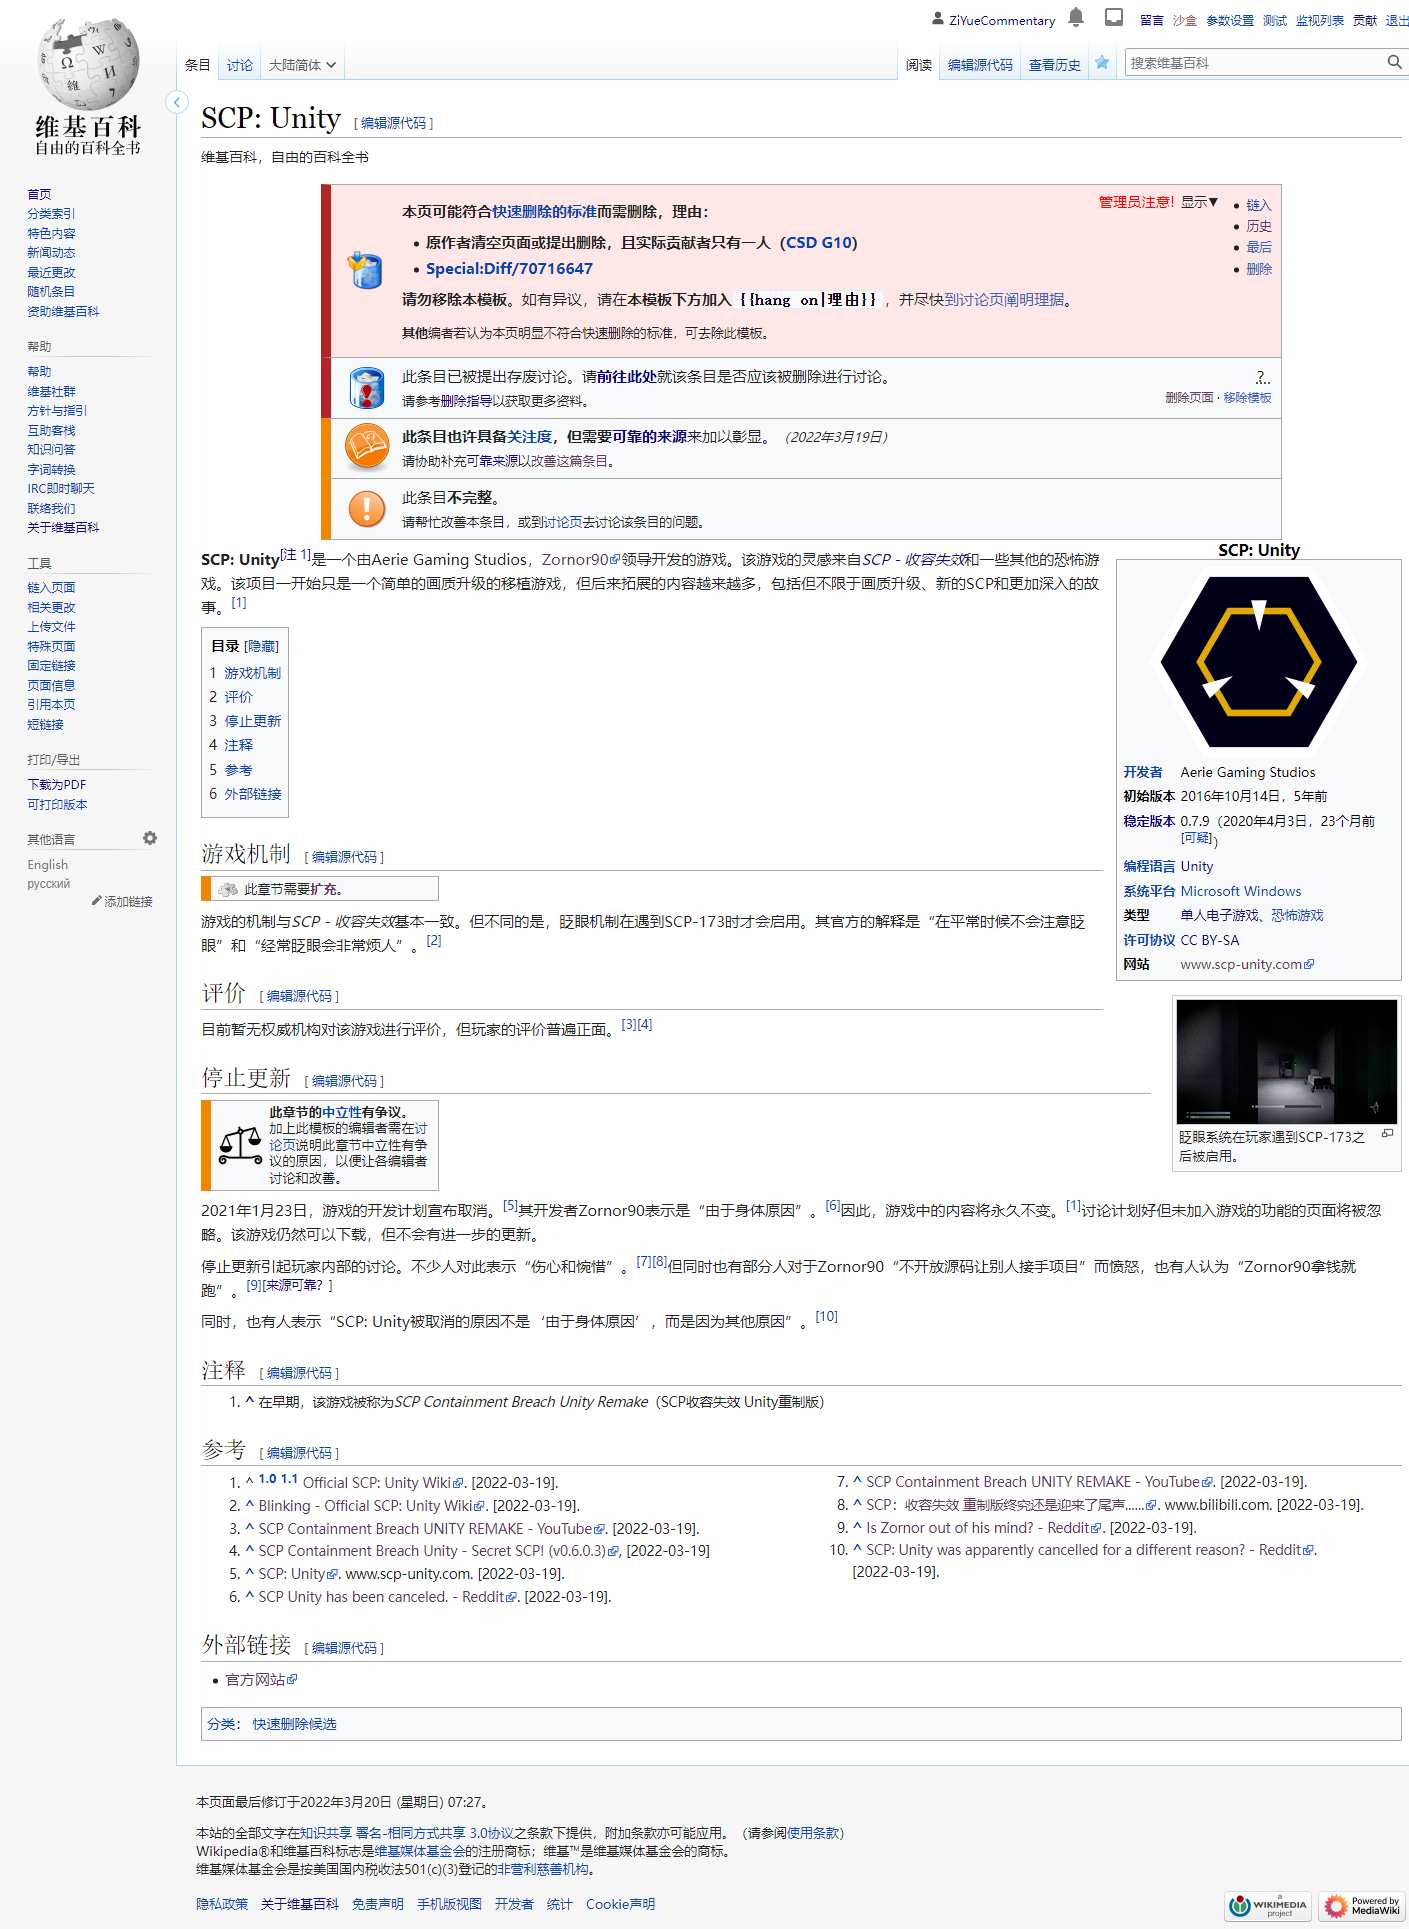 ZiYueCommentary 留言 沙盒 参数设置 测试 监视列表 贡献 退出
条目 讨论 大陆简体 阅读 编辑源代码 查看历史 搜索维基百科
维基百科
自由的百科全书
首页
分类索引
特色内容
新闻动态
最近更改
随机条目
资助维基百科
帮助
帮助
维基社群
方针与指引
互助客栈
知识问答
字词转换
IRC即时聊天
联络我们
关于维基百科
工具
链入页面
相关更改
上传文件
特殊页面
固定链接
页面信息
引用本页
短链接
打印/导出
下载为PDF
可打印版本
其他语言
English
русский
添加链接
SCP: Unity [ 编辑源代码 ]
维基百科，自由的百科全书
本页可能符合快速删除的标准而需删除，理由：
• 原作者清空页面或提出删除，且实际贡献者只有一人（CSD G10）
• Special:Diff/70716647
请勿移除本模板。如有异议，请在本模板下方加入 {{hang on|理由}} ，并尽快到讨论页阐明理据。
其他编者若认为本页明显不符合快速删除的标准，可去除此模板。
管理员注意！显示▼
• 链入
• 历史
• 最后
• 删除
此条目已被提出存废讨论。请前往此处就该条目是否应该被删除进行讨论。
请参考删除指导以获取更多资料。
?
删除页面 · 移除模板
此条目也许具备关注度，但需要可靠的来源来加以彰显。（2022年3月19日）
请协助补充可靠来源以改善这篇条目。
此条目不完整。
请帮忙改善本条目，或到讨论页去讨论该条目的问题。
SCP: Unity[注 1]是一个由Aerie Gaming Studios，Zornor90领导开发的游戏。该游戏的灵感来自SCP - 收容失效和一些其他的恐怖游
戏。该项目一开始只是一个简单的画质升级的移植游戏，但后来拓展的内容越来越多，包括但不限于画质升级、新的SCP和更加深入的故
事。[1]
目录 [隐藏]
1 游戏机制
2 评价
3 停止更新
4 注释
5 参考
6 外部链接
SCP: Unity
开发者 Aerie Gaming Studios
初始版本 2016年10月14日，5年前
稳定版本 0.7.9（2020年4月3日，23个月前
[可疑]）
编程语言 Unity
系统平台 Microsoft Windows
类型 单人电子游戏、恐怖游戏
许可协议 CC BY-SA
网站 www.scp-unity.com
眨眼系统在玩家遇到SCP-173之
后被启用。
游戏机制 [ 编辑源代码 ]
此章节需要扩充。
游戏的机制与SCP - 收容失效基本一致。但不同的是，眨眼机制在遇到SCP-173时才会启用。其官方的解释是“在平常时候不会注意眨
眼”和“经常眨眼会非常烦人”。[2]
评价 [ 编辑源代码 ]
目前暂无权威机构对该游戏进行评价，但玩家的评价普遍正面。[3][4]
停止更新 [ 编辑源代码 ]
此章节的中立性有争议。
加上此模板的编辑者需在讨
论页说明此章节中立性有争
议的原因，以便让各编辑者
讨论和改善。
2021年1月23日，游戏的开发计划宣布取消。[5]其开发者Zornor90表示是“由于身体原因”。[6]因此，游戏中的内容将永久不变。[1]讨论计划好但未加入游戏的功能的页面将被忽
略。该游戏仍然可以下载，但不会有进一步的更新。
停止更新引起玩家内部的讨论。不少人对此表示“伤心和惋惜”。[7][8]但同时也有部分人对于Zornor90“不开放源码让别人接手项目”而愤怒，也有人认为“Zornor90拿钱就
跑”。[9][来源可靠？]
同时，也有人表示“SCP: Unity被取消的原因不是‘由于身体原因’，而是因为其他原因”。[10]
注释 [ 编辑源代码 ]
1. ^ 在早期，该游戏被称为SCP Containment Breach Unity Remake（SCP收容失效 Unity重制版）
参考 [ 编辑源代码 ]
1. ^ 1.0 1.1 Official SCP: Unity Wiki. [2022-03-19].
2. ^ Blinking - Official SCP: Unity Wiki. [2022-03-19].
3. ^ SCP Containment Breach UNITY REMAKE - YouTube. [2022-03-19].
4. ^ SCP Containment Breach Unity - Secret SCP! (v0.6.0.3), [2022-03-19]
5. ^ SCP: Unity. www.scp-unity.com. [2022-03-19].
6. ^ SCP Unity has been canceled. - Reddit. [2022-03-19].
7. ^ SCP Containment Breach UNITY REMAKE - YouTube. [2022-03-19].
8. ^ SCP：收容失效 重制版终究还是迎来了尾声……. www.bilibili.com. [2022-03-19].
9. ^ Is Zornor out of his mind? - Reddit. [2022-03-19].
10. ^ SCP: Unity was apparently cancelled for a different reason? - Reddit.
[2022-03-19].
外部链接 [ 编辑源代码 ]
• 官方网站
分类： 快速删除候选
本页面最后修订于2022年3月20日 (星期日) 07:27。
本站的全部文字在知识共享 署名-相同方式共享 3.0协议之条款下提供，附加条款亦可能应用。（请参阅使用条款）
Wikipedia®和维基百科标志是维基媒体基金会的注册商标；维基™是维基媒体基金会的商标。
维基媒体基金会是按美国国内税收法501(c)(3)登记的非营利慈善机构。
隐私政策 关于维基百科 免责声明 手机版视图 开发者 统计 Cookie声明
a WIKIMEDIA project
Powered by MediaWiki